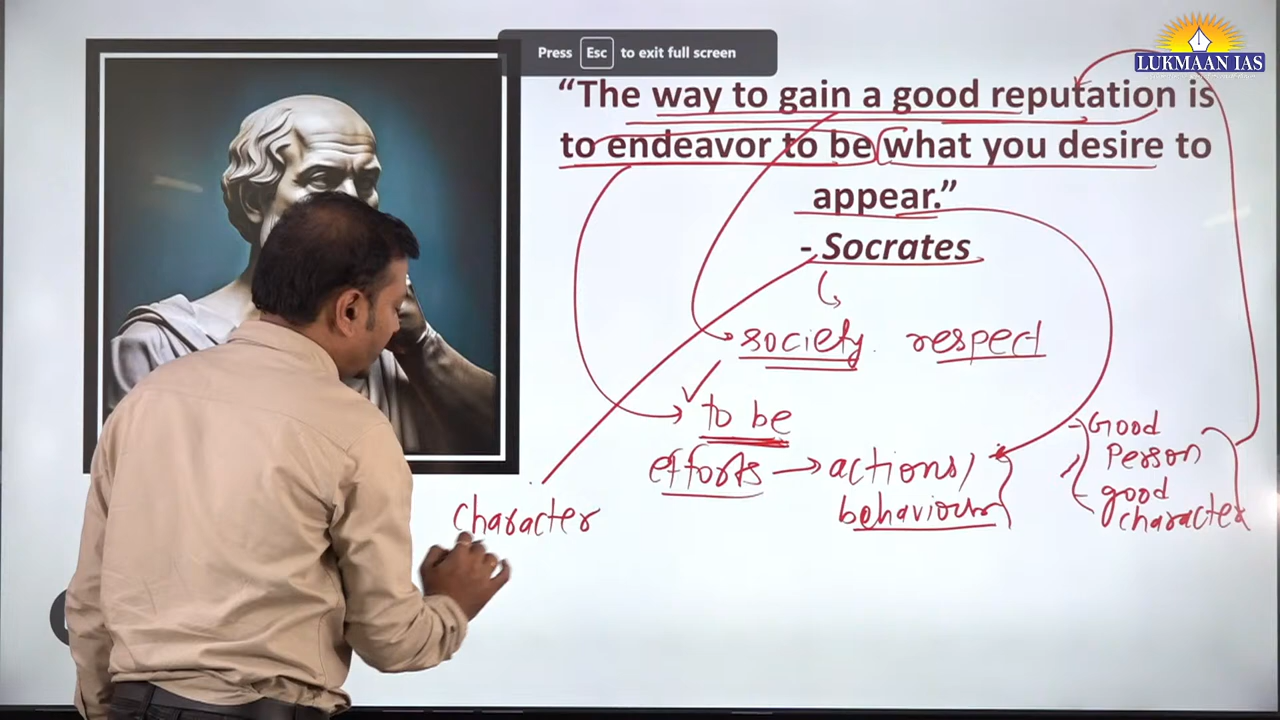 Press Esc to exit full screen
LUKMAAN IAS
“The way to gain a good reputation is
to endeavor to be what you desire to
appear.”
- Socrates
society respect
to be
efforts → actions/
behaviour
Good
Person
good
character
character